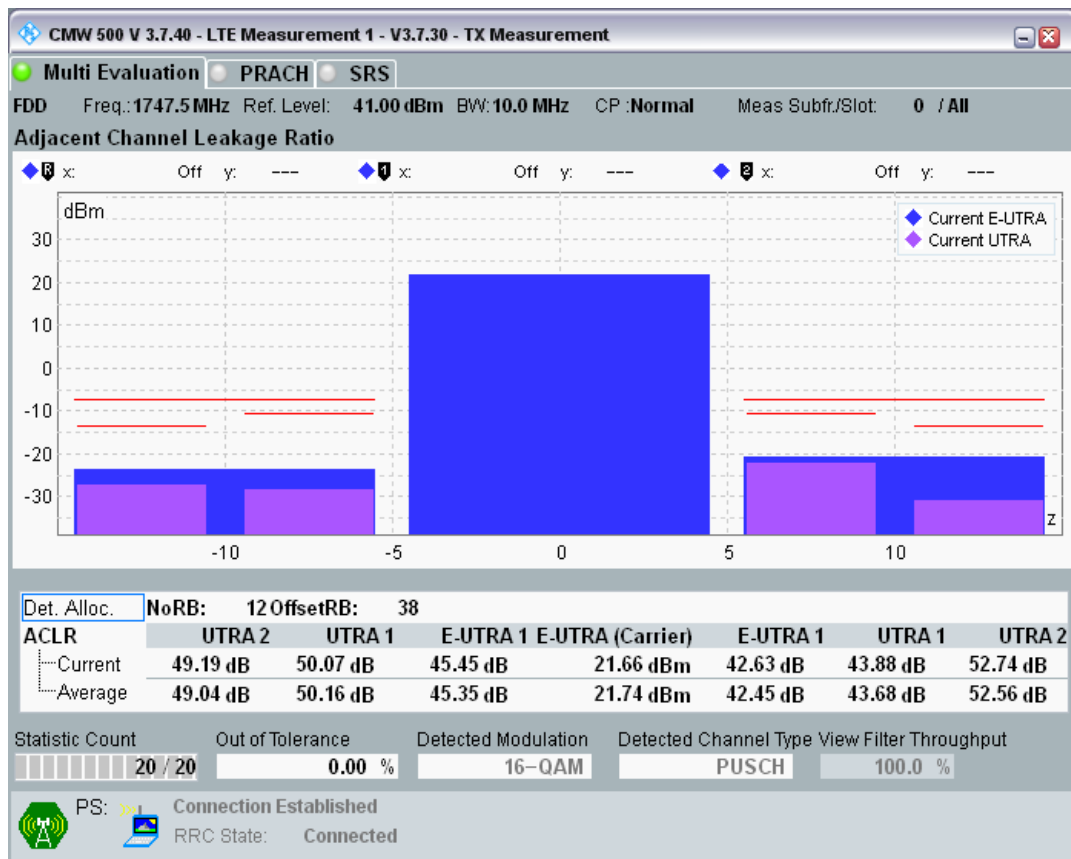 CMW 500 V 3.7.40 - LTE Measurement 1 - V3.7.30 - TX Measurement
Multi Evaluation PRACH SRS
FDD Freq.:1747.5 MHz Ref. Level: 41.00 dBm BW:10.0 MHz CP :Normal Meas Subfr./Slot: 0 / All
Adjacent Channel Leakage Ratio
R x: Off y: --- 1 x: Off y: --- 2 x: Off y: ---
dBm
Current E-UTRA
Current UTRA
30
20
10
0
-10
-20
-30
z
-10 -5 0 5 10
Det. Alloc. NoRB: 12 OffsetRB: 38
ACLR UTRA 2 UTRA 1 E-UTRA 1 E-UTRA (Carrier) E-UTRA 1 UTRA 1 UTRA 2
Current 49.19 dB 50.07 dB 45.45 dB 21.66 dBm 42.63 dB 43.88 dB 52.74 dB
Average 49.04 dB 50.16 dB 45.35 dB 21.74 dBm 42.45 dB 43.68 dB 52.56 dB
Statistic Count Out of Tolerance Detected Modulation Detected Channel Type View Filter Throughput
20 / 20 0.00 % 16-QAM PUSCH 100.0 %
PS: Connection Established
RRC State: Connected